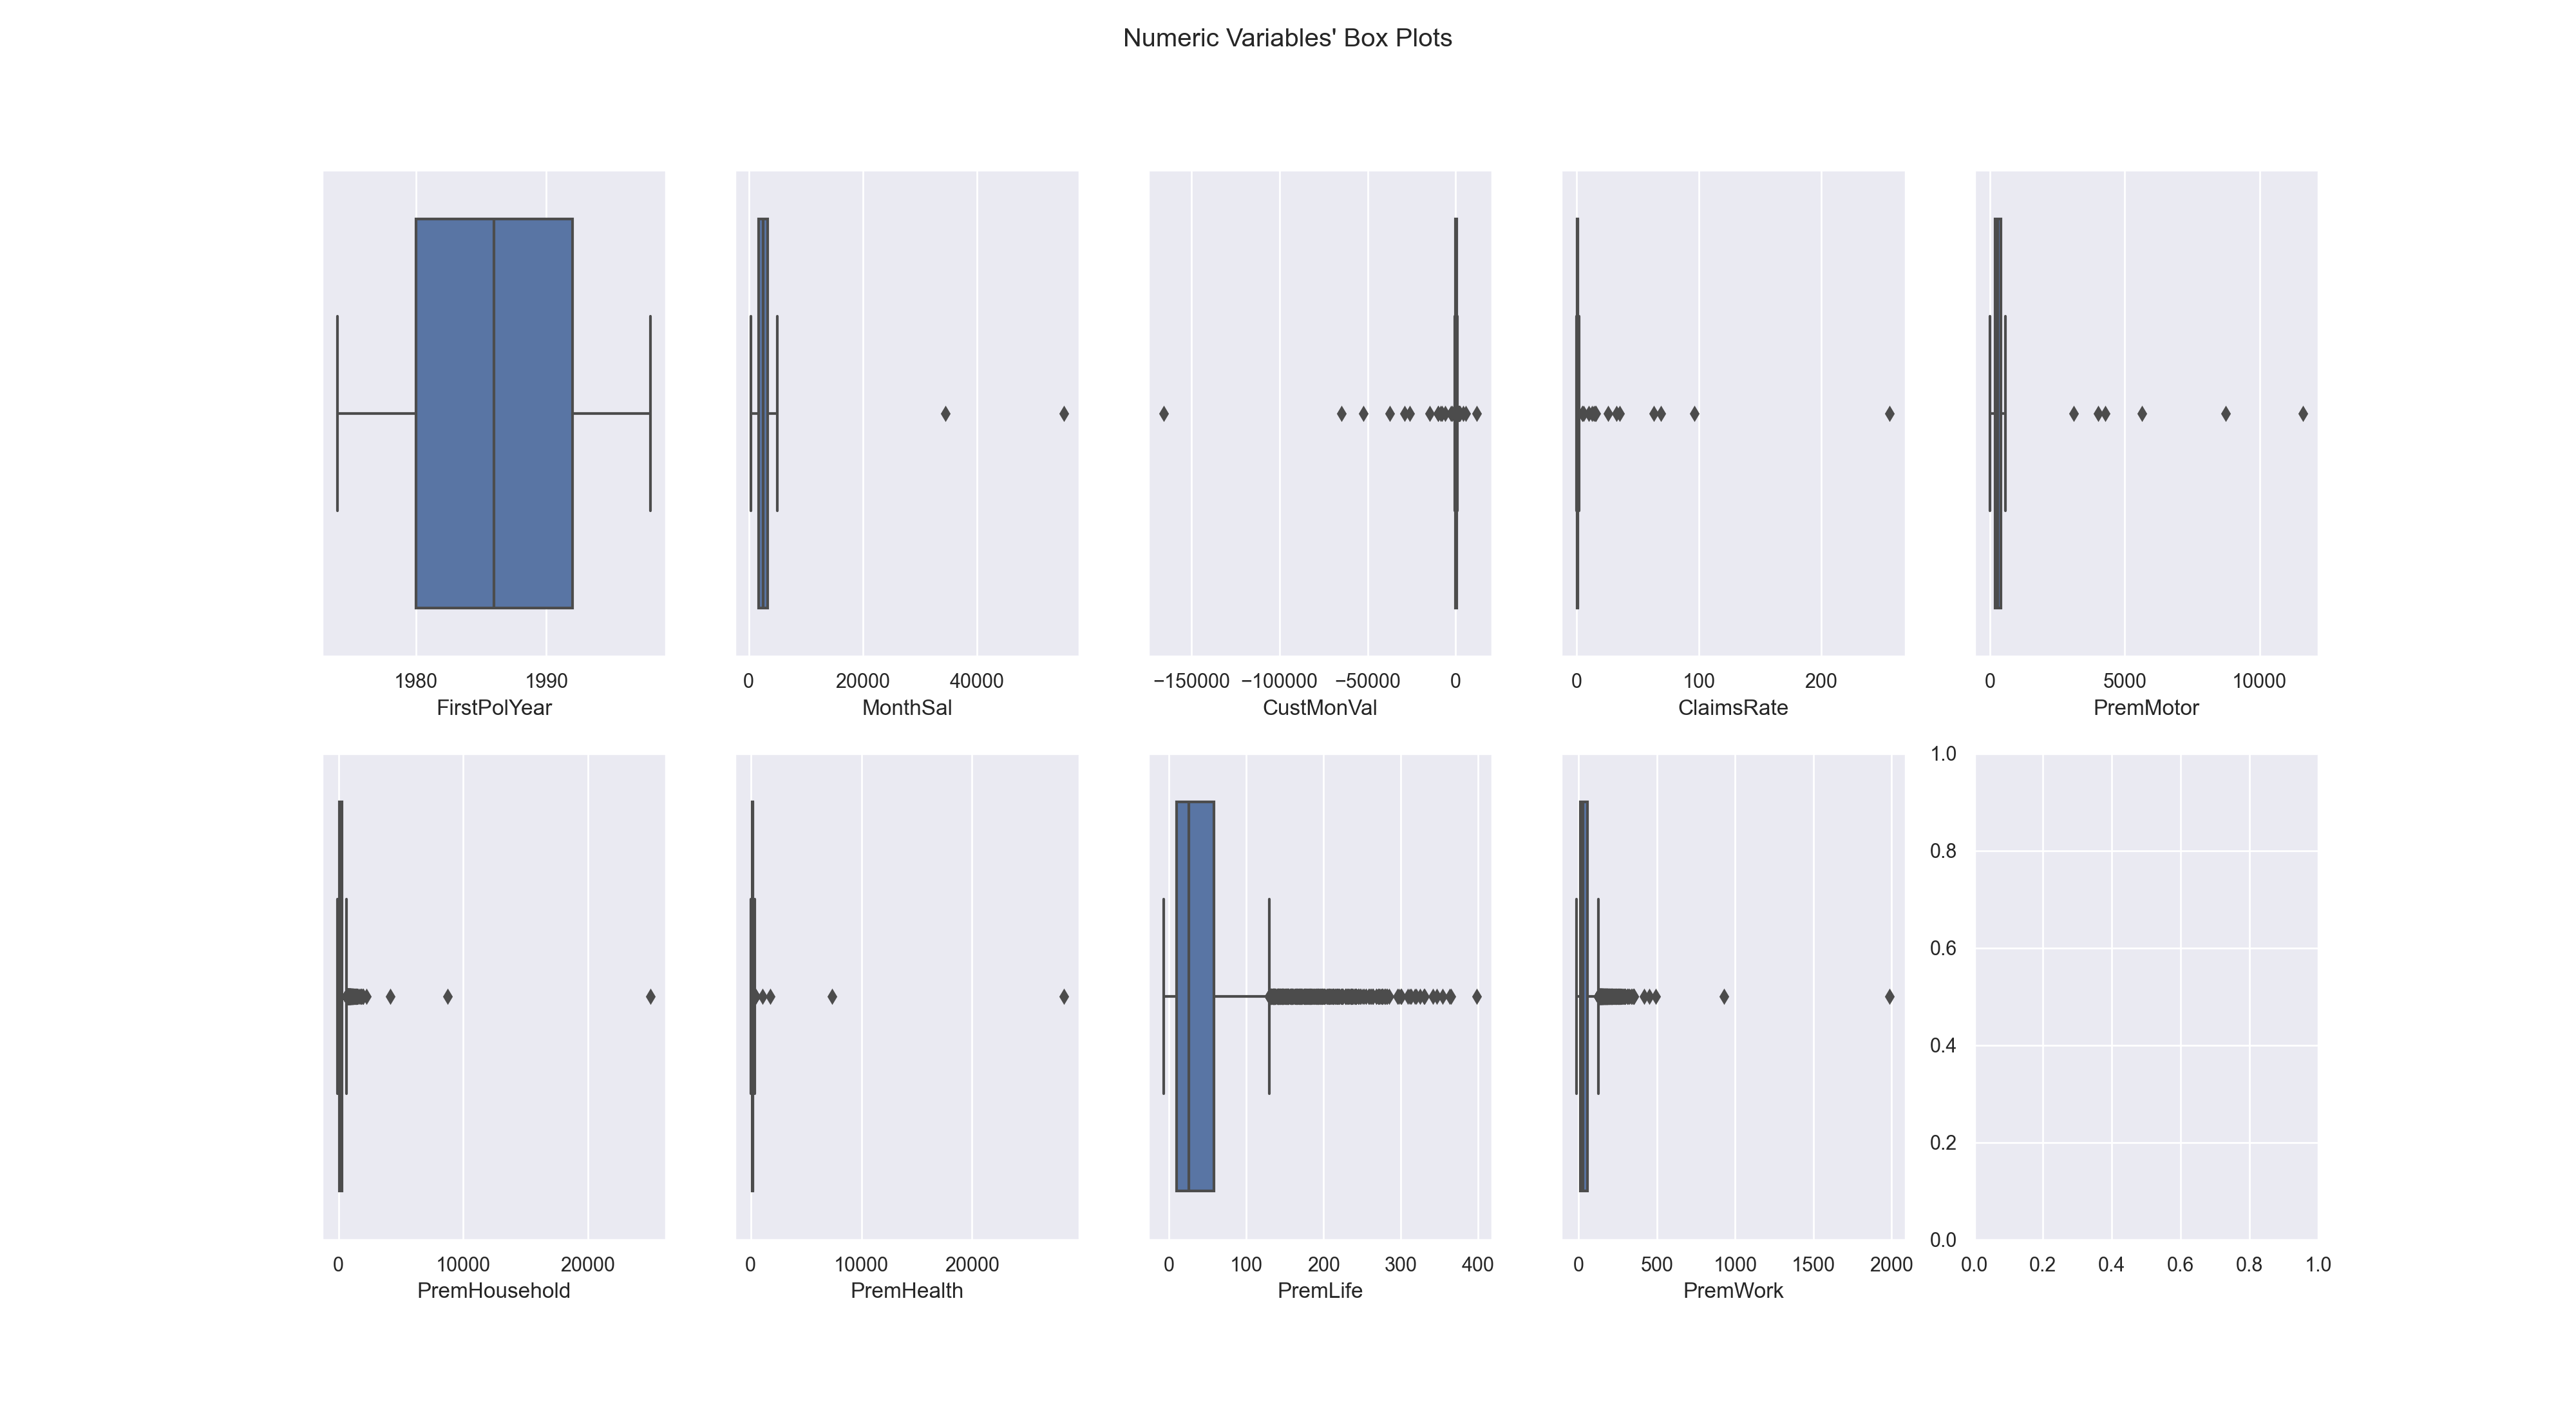 Numeric Variables' Box Plots
1980 1990
FirstPolYear
0 20000 40000
MonthSal
−150000 −100000 −50000 0
CustMonVal
0 100 200
ClaimsRate
0 5000 10000
PremMotor
0 10000 20000
PremHousehold
0 10000 20000
PremHealth
0 100 200 300 400
PremLife
0 500 1000 1500 2000
PremWork
1.0
0.8
0.6
0.4
0.2
0.0
0.0 0.2 0.4 0.6 0.8 1.0